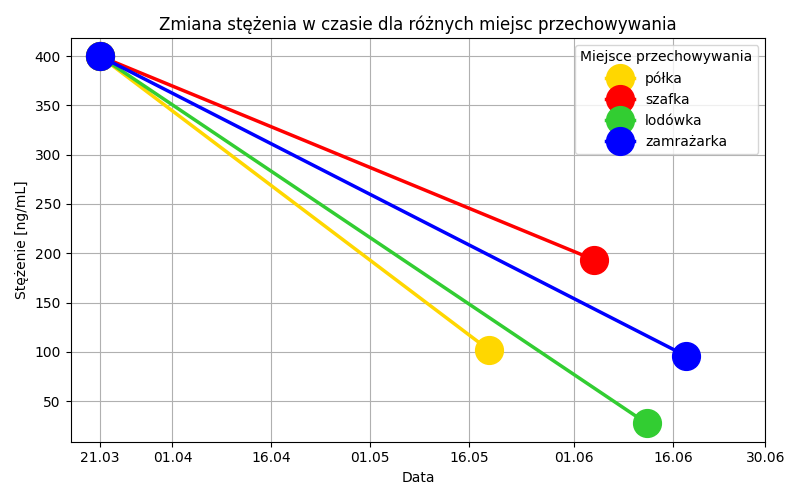 Zmiana stężenia w czasie dla różnych miejsc przechowywania
Stężenie [ng/mL]
400
350
300
250
200
150
100
50
Miejsce przechowywania
półka
szafka
lodówka
zamrażarka
21.03 01.04 16.04 01.05 16.05 01.06 16.06 30.06
Data